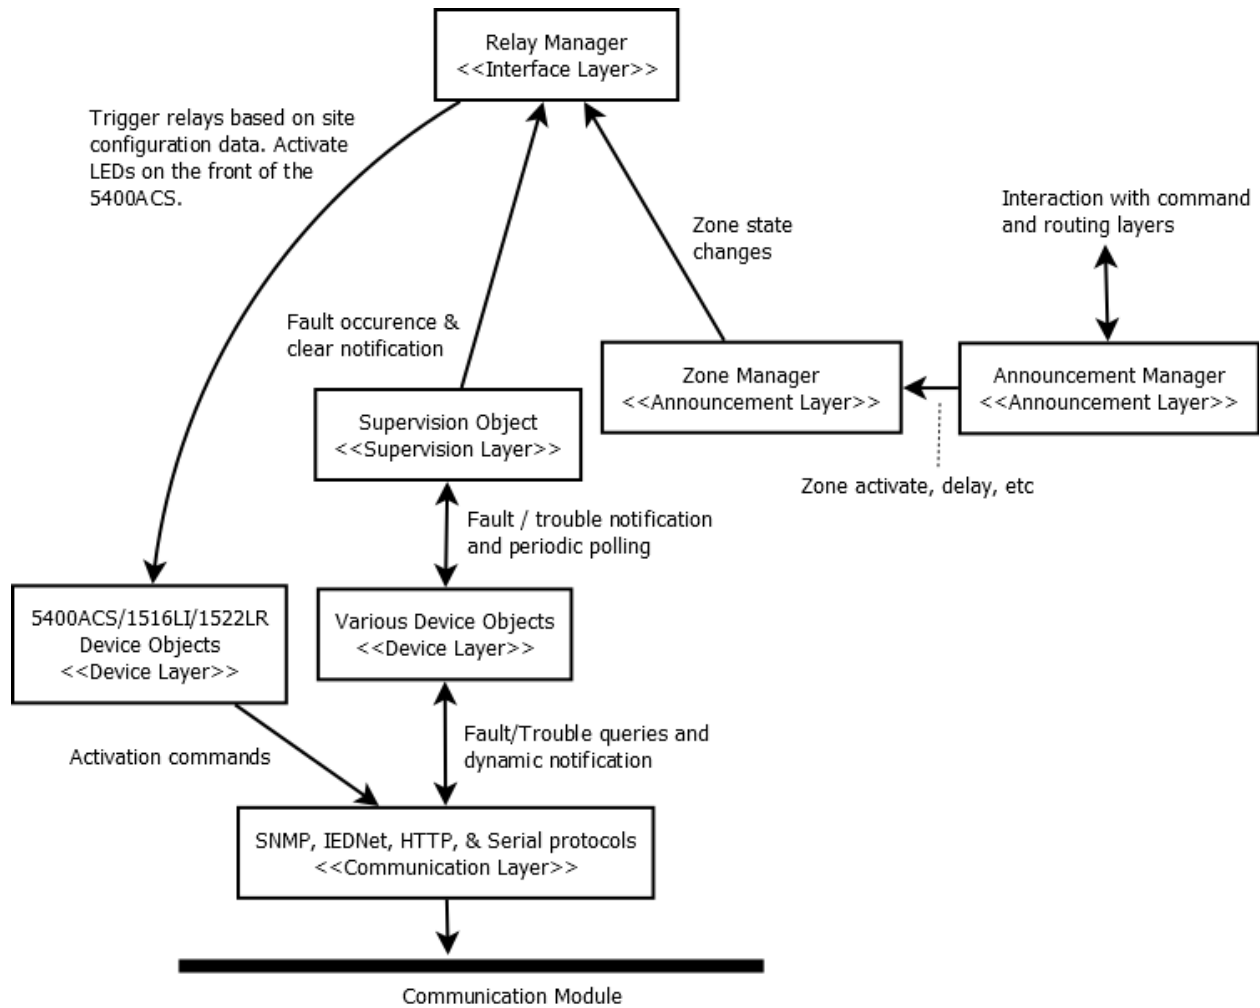 Relay Manager
<<Interface Layer>>
Trigger relays based on site
configuration data. Activate
LEDs on the front of the
5400ACS.
Interaction with command
and routing layers
Zone state
changes
Fault occurence &
clear notification
Zone Manager
<<Announcement Layer>>
Announcement Manager
<<Announcement Layer>>
Supervision Object
<<Supervision Layer>>
Zone activate, delay, etc
Fault / trouble notification
and periodic polling
5400ACS/1516LI/1522LR
Device Objects
<<Device Layer>>
Various Device Objects
<<Device Layer>>
Fault/Trouble queries and
dynamic notification
Activation commands
SNMP, IEDNet, HTTP, & Serial protocols
<<Communication Layer>>
Communication Module